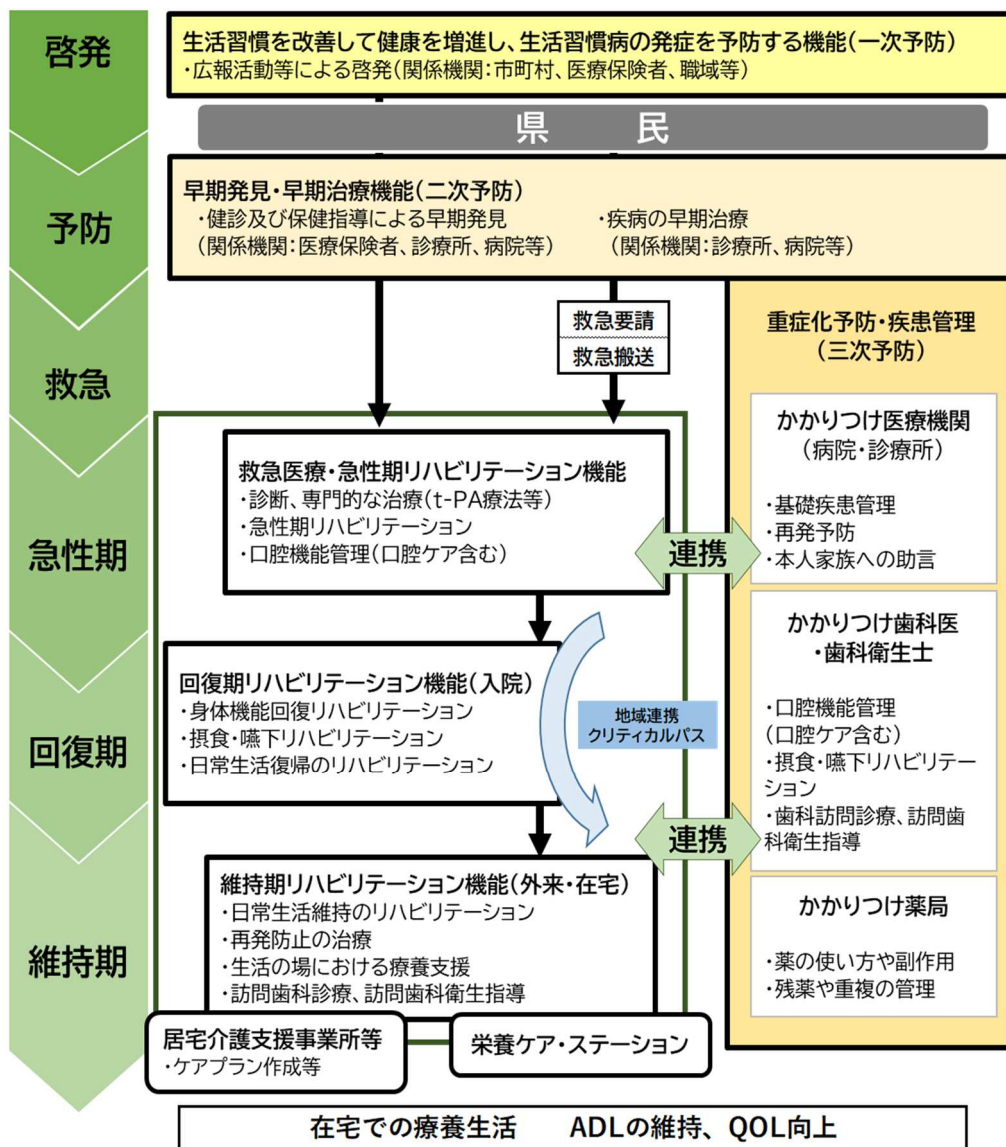 啓発
生活習慣を改善して健康を増進し、生活習慣病の発症を予防する機能(一次予防)
・広報活動等による啓発(関係機関:市町村、医療保険者、職域等)
県 民
予防
早期発見・早期治療機能(二次予防)
・健診及び保健指導による早期発見
(関係機関:医療保険者、診療所、病院等)
・疾病の早期治療
(関係機関:診療所、病院等)
救急
救急要請
救急搬送
急性期
救急医療・急性期リハビリテーション機能
・診断、専門的な治療(t-PA療法等)
・急性期リハビリテーション
・口腔機能管理(口腔ケア含む)
連携
回復期
回復期リハビリテーション機能(入院)
・身体機能回復リハビリテーション
・摂食・嚥下リハビリテーション
・日常生活復帰のリハビリテーション
地域連携
クリティカルパス
連携
維持期
維持期リハビリテーション機能(外来・在宅)
・日常生活維持のリハビリテーション
・再発防止の治療
・生活の場における療養支援
・訪問歯科診療、訪問歯科衛生指導
居宅介護支援事業所等
・ケアプラン作成等
栄養ケア・ステーション
重症化予防・疾患管理
(三次予防)
かかりつけ医療機関
(病院・診療所)
・基礎疾患管理
・再発予防
・本人家族への助言
かかりつけ歯科医
・歯科衛生士
・口腔機能管理
(口腔ケア含む)
・摂食・嚥下リハビリテー
ション
・歯科訪問診療、訪問歯
科衛生指導
かかりつけ薬局
・薬の使い方や副作用
・残薬や重複の管理
在宅での療養生活 ADLの維持、QOL向上